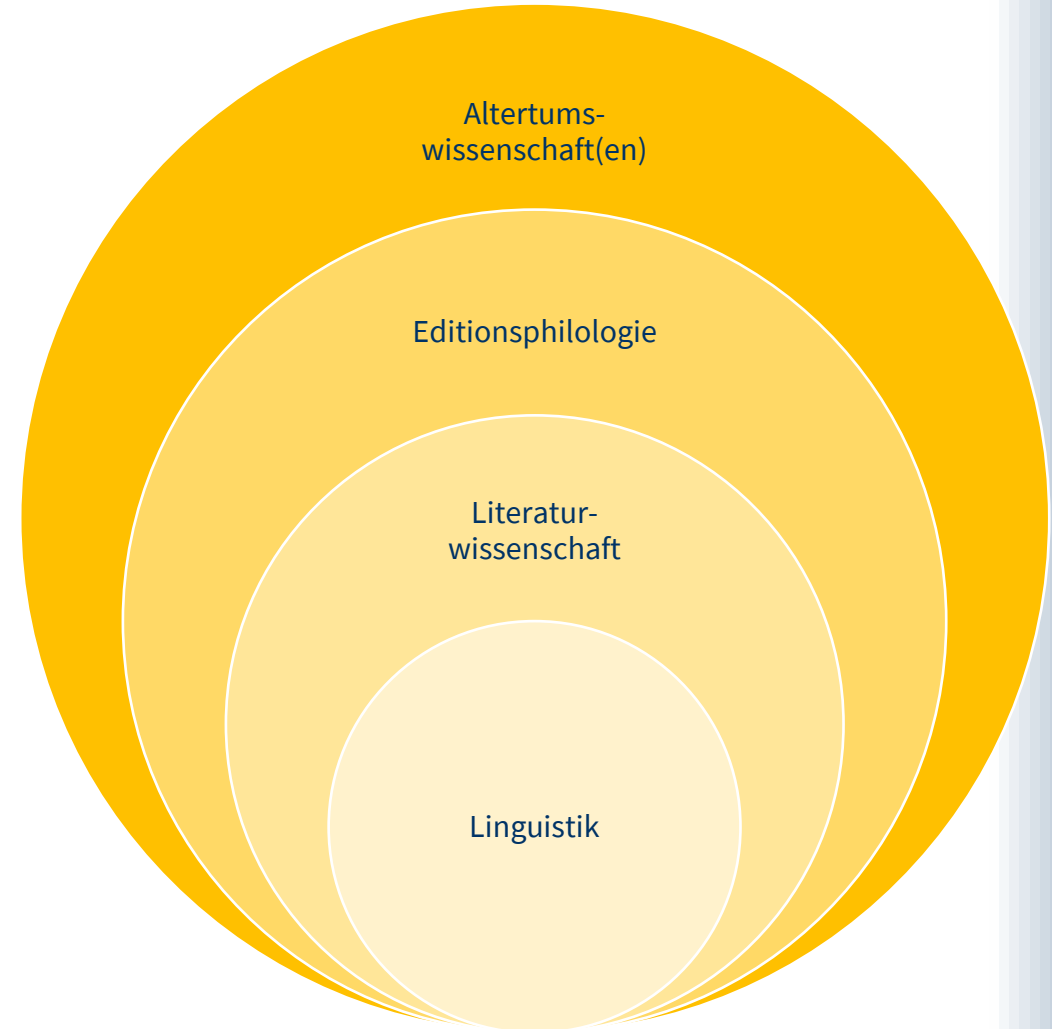 Altertums-
wissenschaft(en)
Editionsphilologie
Literatur-
wissenschaft
Linguistik